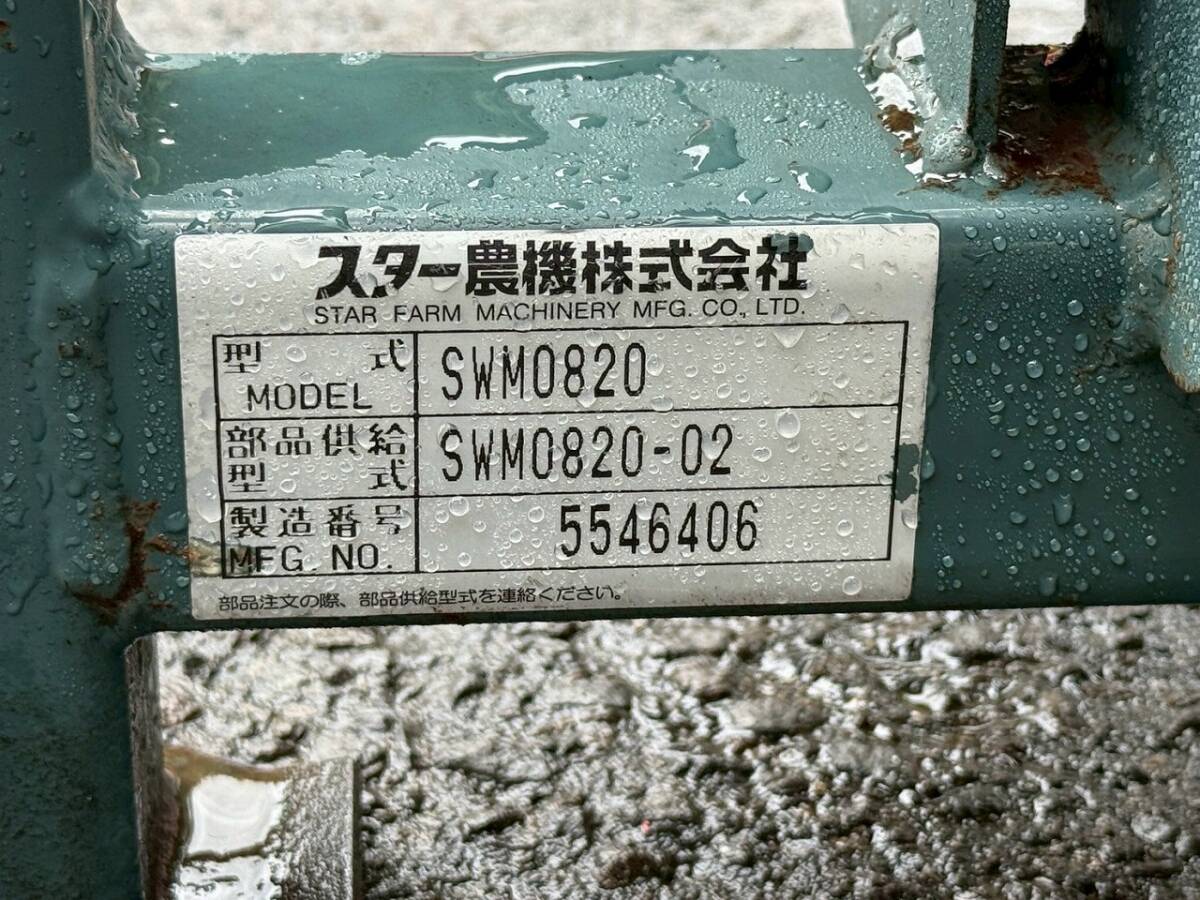 スター農機株式会社
STAR FARM MACHINERY MFG. CO., LTD.
型式 SWM0820
MODEL
部品供給 SWM0820-02
型式
製造番号 5546406
MFG. NO.
部品注文の際、部品供給型式を連絡ください。